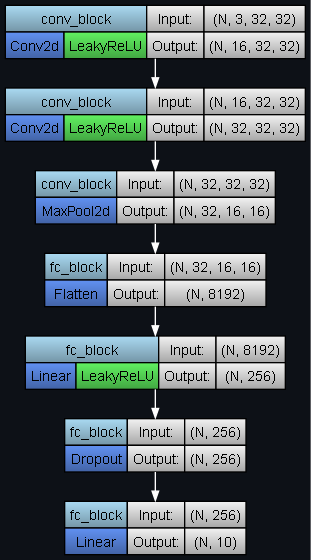 conv_block Input: (N, 3, 32, 32)
Conv2d LeakyReLU Output: (N, 16, 32, 32)
conv_block Input: (N, 16, 32, 32)
Conv2d LeakyReLU Output: (N, 32, 32, 32)
conv_block Input: (N, 32, 32, 32)
MaxPool2d Output: (N, 32, 16, 16)
fc_block Input: (N, 32, 16, 16)
Flatten Output: (N, 8192)
fc_block Input: (N, 8192)
Linear LeakyReLU Output: (N, 256)
fc_block Input: (N, 256)
Dropout Output: (N, 256)
fc_block Input: (N, 256)
Linear Output: (N, 10)